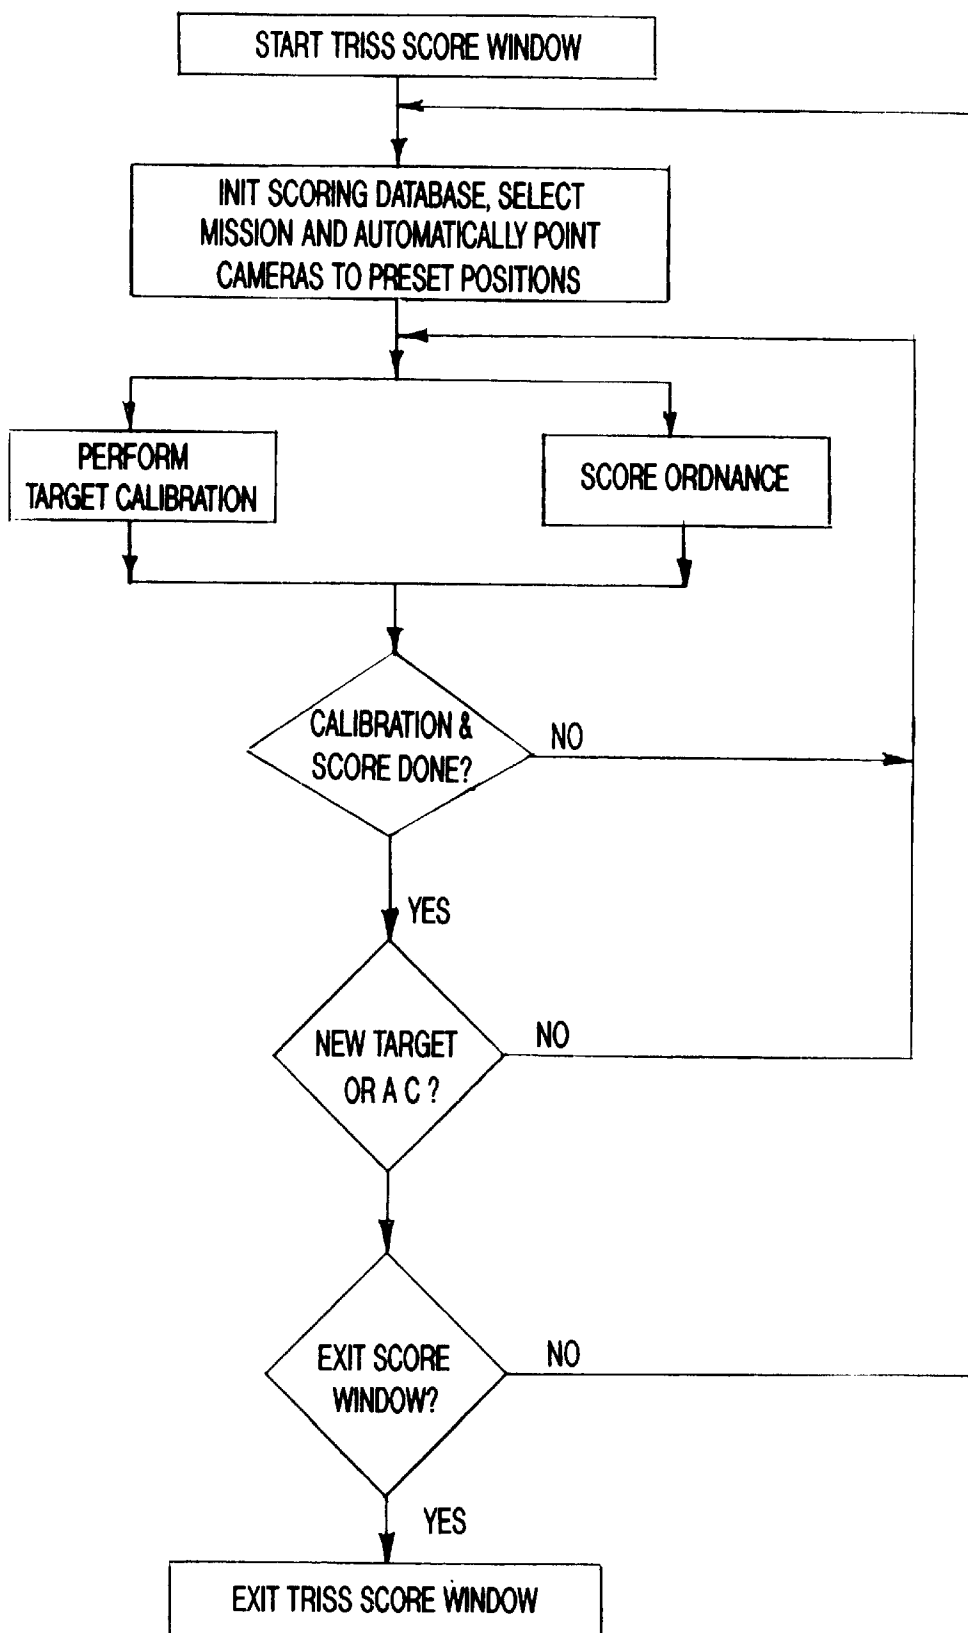 START TRISS SCORE WINDOW
INIT SCORING DATABASE, SELECT
MISSION AND AUTOMATICALLY POINT
CAMERAS TO PRESET POSITIONS
PERFORM
TARGET CALIBRATION
SCORE ORDNANCE
CALIBRATION &
SCORE DONE?
NO
YES
NEW TARGET
OR A C ?
NO
EXIT SCORE
WINDOW?
NO
YES
EXIT TRISS SCORE WINDOW